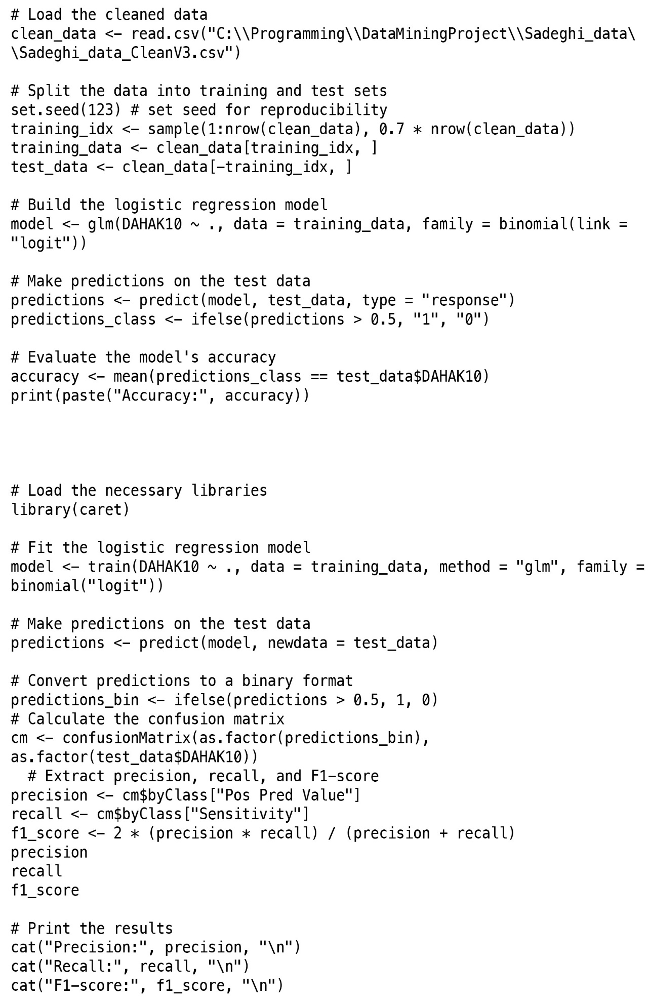 # Load the cleaned data
clean_data <- read.csv("C:\\Programming\\DataMiningProject\\Sadeghi_data\
\Sadeghi_data_CleanV3.csv")
# Split the data into training and test sets
set.seed(123) # set seed for reproducibility
training_idx <- sample(1:nrow(clean_data), 0.7 * nrow(clean_data))
training_data <- clean_data[training_idx, ]
test_data <- clean_data[-training_idx, ]
# Build the logistic regression model
model <- glm(DAHAK10 ~ ., data = training_data, family = binomial(link =
"logit"))
# Make predictions on the test data
predictions <- predict(model, test_data, type = "response")
predictions_class <- ifelse(predictions > 0.5, "1", "0")
# Evaluate the model's accuracy
accuracy <- mean(predictions_class == test_data$DAHAK10)
print(paste("Accuracy:", accuracy))
# Load the necessary libraries
library(caret)
# Fit the logistic regression model
model <- train(DAHAK10 ~ ., data = training_data, method = "glm", family =
binomial("logit"))
# Make predictions on the test data
predictions <- predict(model, newdata = test_data)
# Convert predictions to a binary format
predictions_bin <- ifelse(predictions > 0.5, 1, 0)
# Calculate the confusion matrix
cm <- confusionMatrix(as.factor(predictions_bin),
as.factor(test_data$DAHAK10))
  # Extract precision, recall, and F1-score
precision <- cm$byClass["Pos Pred Value"]
recall <- cm$byClass["Sensitivity"]
f1_score <- 2 * (precision * recall) / (precision + recall)
precision
recall
f1_score
# Print the results
cat("Precision:", precision, "\n")
cat("Recall:", recall, "\n")
cat("F1-score:", f1_score, "\n")